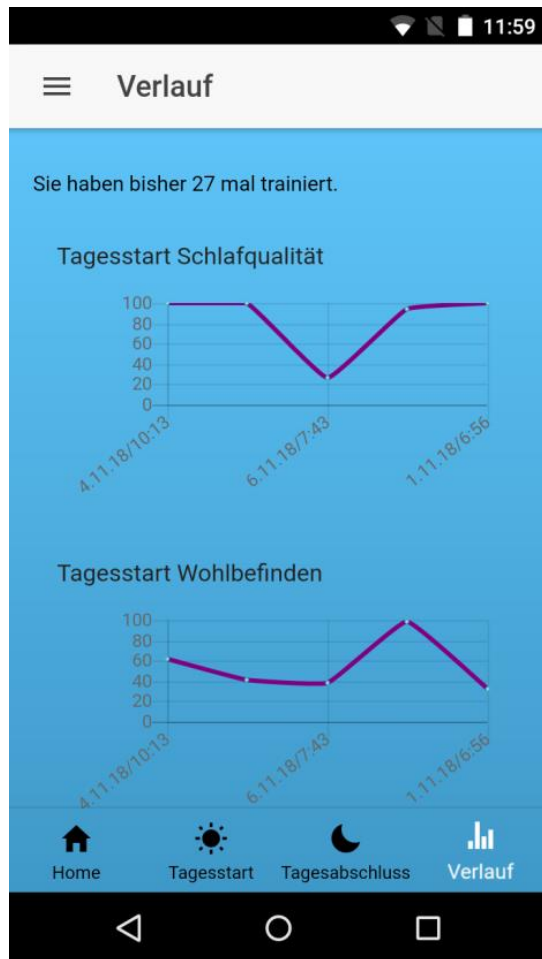 11:59
Verlauf
Sie haben bisher 27 mal trainiert.
Tagesstart Schlafqualität
100
80
60
40
20
0
4.11.18/10:13
6.11.18/7:43
1.11.18/6:56
Tagesstart Wohlbefinden
100
80
60
40
20
0
4.11.18/10:13
6.11.18/7:43
1.11.18/6:56
Home
Tagesstart
Tagesabschluss
Verlauf